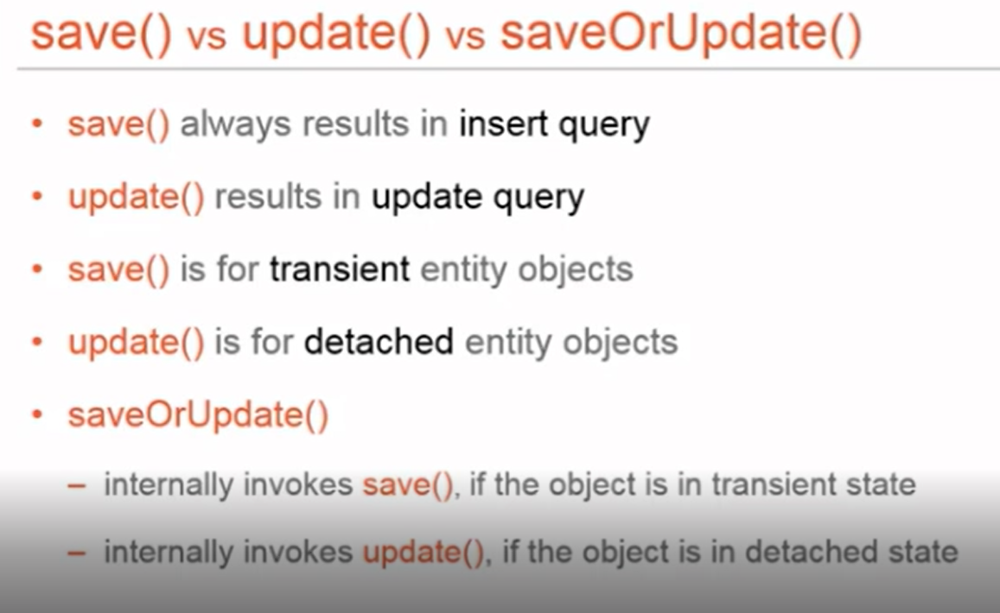 save() vs update() vs saveOrUpdate()
• save() always results in insert query
• update() results in update query
• save() is for transient entity objects
• update() is for detached entity objects
• saveOrUpdate()
– internally invokes save(), if the object is in transient state
– internally invokes update(), if the object is in detached state